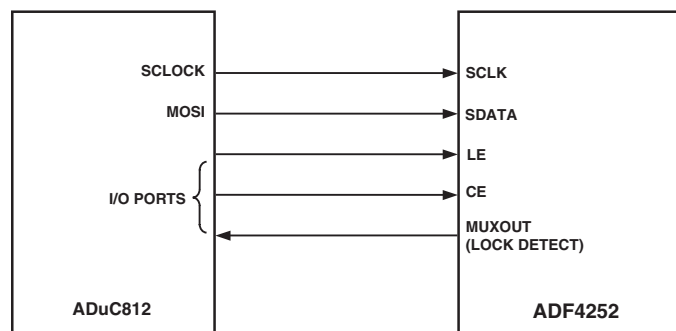 SCLOCK
SCLK
MOSI
SDATA
LE
I/O PORTS
CE
MUXOUT
(LOCK DETECT)
ADuC812
ADF4252